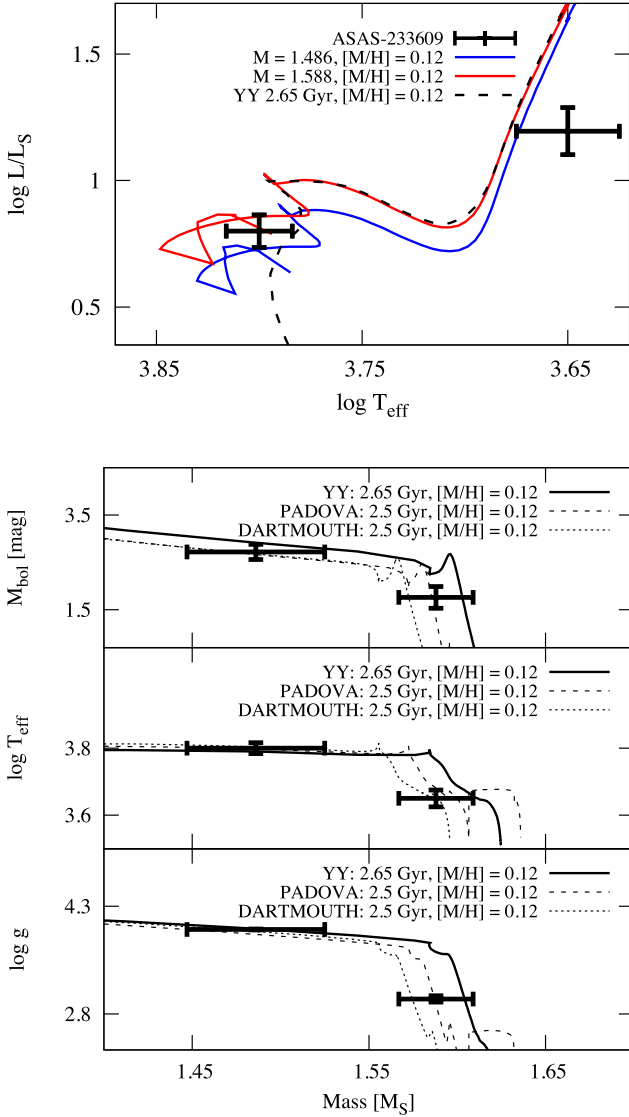 ASAS-233609
M = 1.486, [M/H] = 0.12
M = 1.588, [M/H] = 0.12
YY 2.65 Gyr, [M/H] = 0.12
1.5
1
0.5
log L/L_S
3.85
3.75
3.65
log T_eff
YY: 2.65 Gyr, [M/H] = 0.12
PADOVA: 2.5 Gyr, [M/H] = 0.12
DARTMOUTH: 2.5 Gyr, [M/H] = 0.12
3.5
1.5
M_bol [mag]
YY: 2.65 Gyr, [M/H] = 0.12
PADOVA: 2.5 Gyr, [M/H] = 0.12
DARTMOUTH: 2.5 Gyr, [M/H] = 0.12
3.8
3.6
log T_eff
YY: 2.65 Gyr, [M/H] = 0.12
PADOVA: 2.5 Gyr, [M/H] = 0.12
DARTMOUTH: 2.5 Gyr, [M/H] = 0.12
4.3
2.8
log g
1.45
1.55
1.65
Mass [M_S]